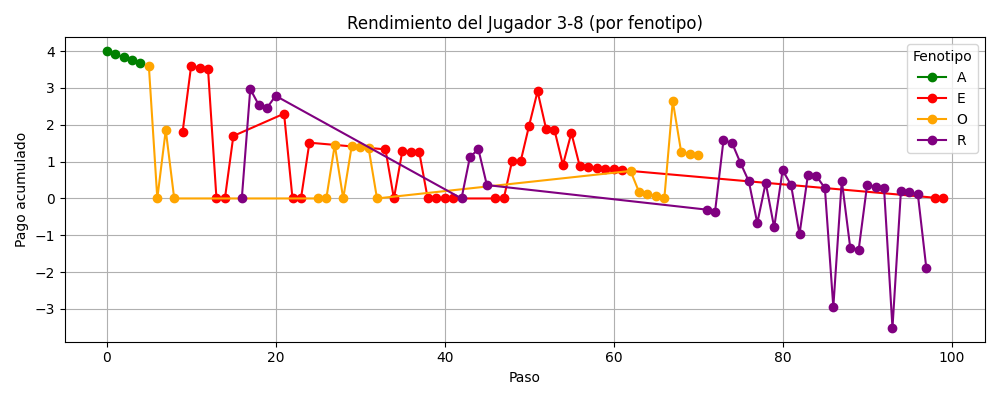 Rendimiento del Jugador 3-8 (por fenotipo)
Pago acumulado
4
3
2
1
0
−1
−2
−3
Fenotipo
A
E
O
R
0 20 40 60 80 100
Paso